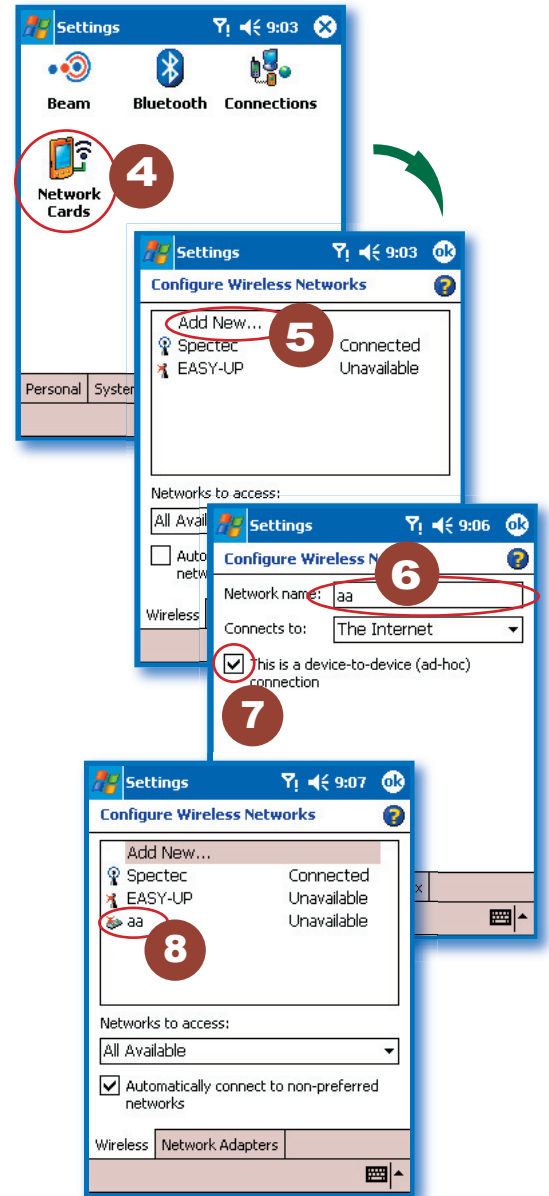 Settings 9:03
Beam Bluetooth Connections
4
Network
Cards
Personal
Settings 9:03 ok
Configure Wireless Networks ?
Add New...
5
Spectec Connected
EASY-UP Unavailable
Networks to access:
All Avail
Auto
netw
Wireless
Settings 9:06 ok
Configure Wireless N ?
6
Network name: aa
Connects to: The Internet
This is a device-to-device (ad-hoc)
connection
7
x
Settings 9:07 ok
Configure Wireless Networks ?
Add New...
Spectec Connected
EASY-UP Unavailable
aa Unavailable
8
Networks to access:
All Available
Automatically connect to non-preferred
networks
Wireless Network Adapters